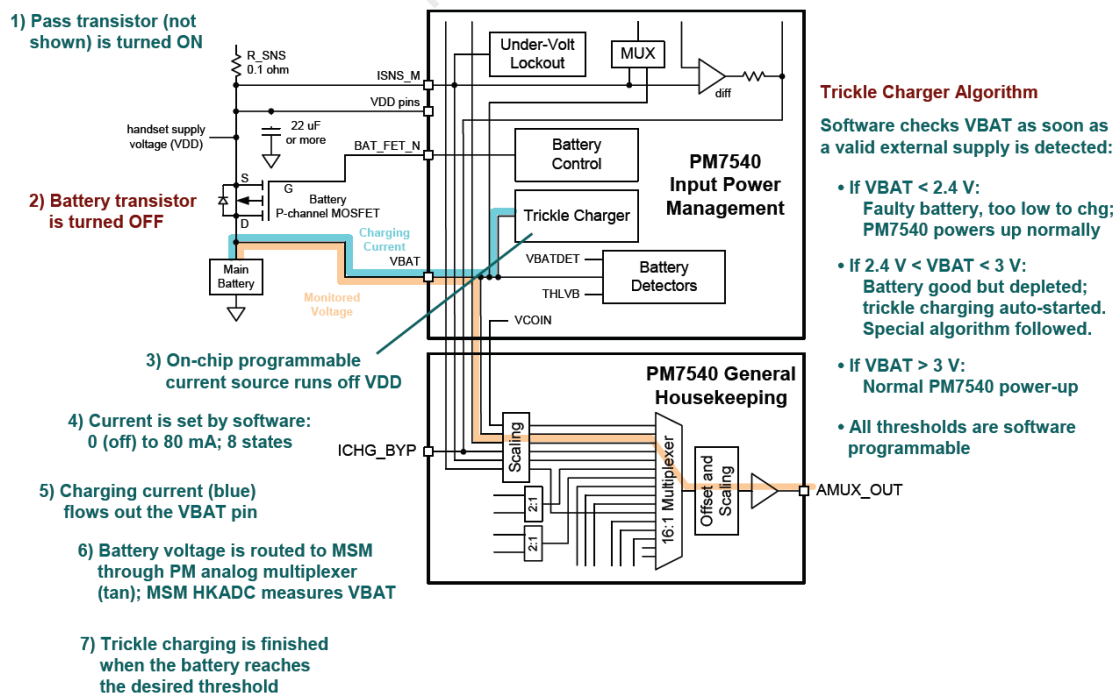 1) Pass transistor (not
shown) is turned ON
R_SNS
0.1 ohm
ISNS_M
VDD pins
handset supply
voltage (VDD)
22 uF
or more
BAT_FET_N
S
G
D
Battery
P-channel MOSFET
2) Battery transistor
is turned OFF
Charging
Current
VBAT
Main
Battery
Monitored
Voltage
Under-Volt
Lockout
MUX
diff
Battery
Control
PM7540
Input Power
Management
Trickle Charger
VBATDET
THLVB
Battery
Detectors
VCOIN
3) On-chip programmable
current source runs off VDD
4) Current is set by software:
0 (off) to 80 mA; 8 states
5) Charging current (blue)
flows out the VBAT pin
6) Battery voltage is routed to MSM
through PM analog multiplexer
(tan); MSM HKADC measures VBAT
7) Trickle charging is finished
when the battery reaches
the desired threshold
PM7540 General
Housekeeping
ICHG_BYP
Scaling
2:1
2:1
16:1 Multiplexer
Offset and
Scaling
AMUX_OUT
Trickle Charger Algorithm
Software checks VBAT as soon as
a valid external supply is detected:
• If VBAT < 2.4 V:
Faulty battery, too low to chg;
PM7540 powers up normally
• If 2.4 V < VBAT < 3 V:
Battery good but depleted;
trickle charging auto-started.
Special algorithm followed.
• If VBAT > 3 V:
Normal PM7540 power-up
• All thresholds are software
programmable